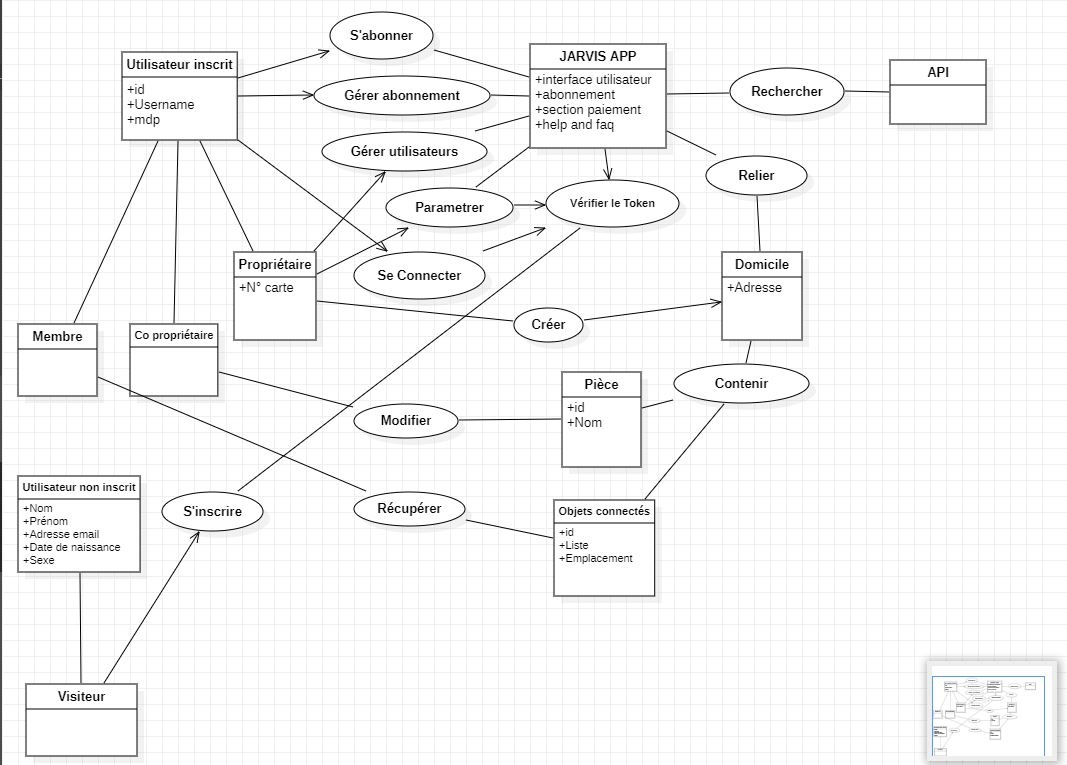 S'abonner
Utilisateur inscrit
+id
+Username
+mdp
JARVIS APP
+interface utilisateur
+abonnement
+section paiement
+help and faq
API
Rechercher
Gérer abonnement
Gérer utilisateurs
Relier
Parametrer
Vérifier le Token
Propriétaire
+N° carte
Se Connecter
Domicile
+Adresse
Créer
Membre
Co propriétaire
Pièce
+id
+Nom
Contenir
Modifier
Utilisateur non inscrit
+Nom
+Prénom
+Adresse email
+Date de naissance
+Sexe
S'inscrire
Récupérer
Objets connectés
+id
+Liste
+Emplacement
Visiteur